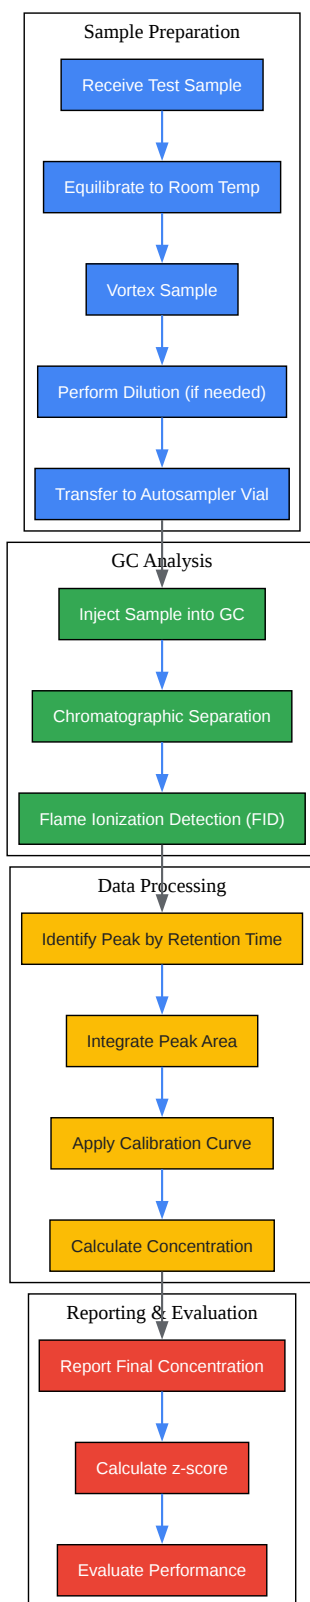 Sample Preparation
Receive Test Sample
Equilibrate to Room Temp
Vortex Sample
Perform Dilution (if needed)
Transfer to Autosampler Vial
GC Analysis
Inject Sample into GC
Chromatographic Separation
Flame Ionization Detection (FID)
Data Processing
Identify Peak by Retention Time
Integrate Peak Area
Apply Calibration Curve
Calculate Concentration
Reporting & Evaluation
Report Final Concentration
Calculate z-score
Evaluate Performance